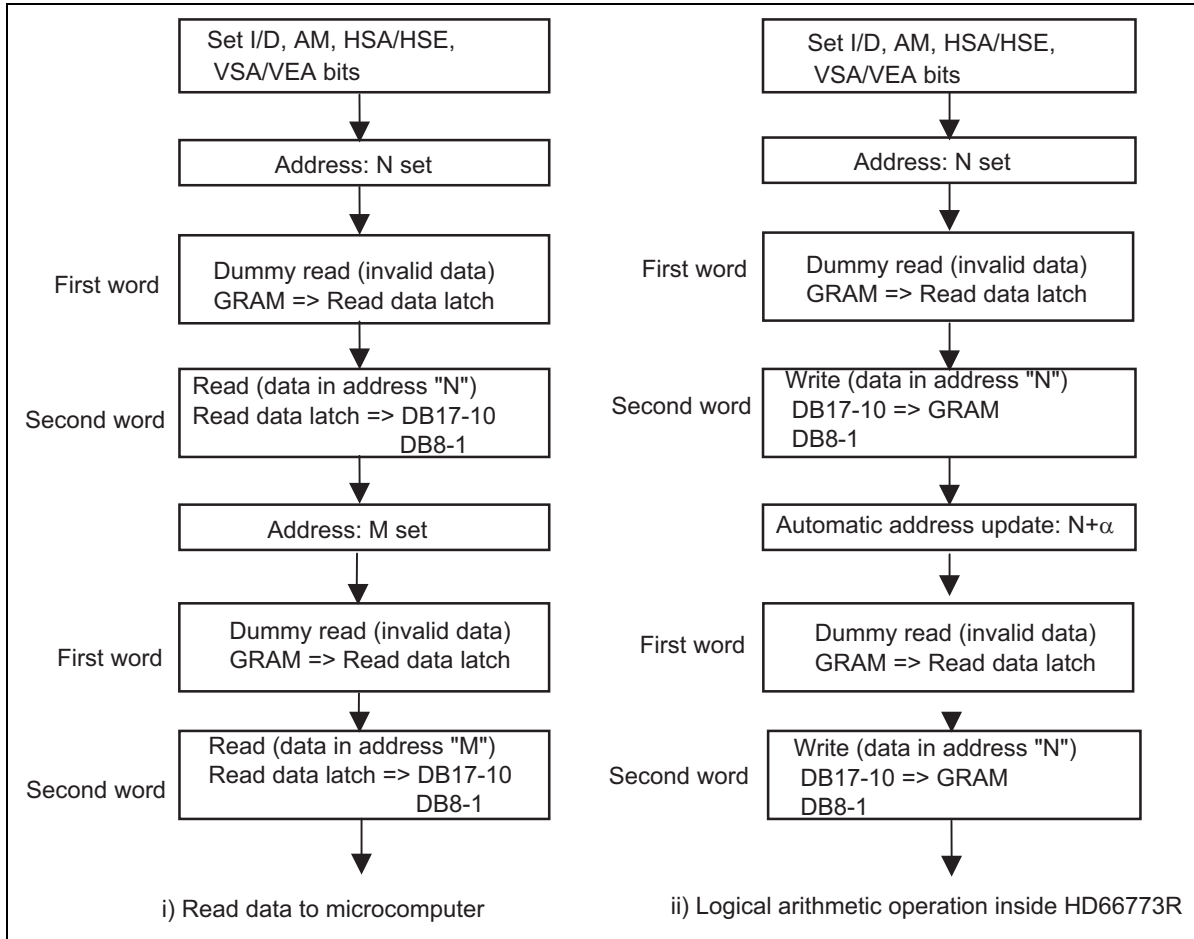 Set I/D, AM, HSA/HSE,
VSA/VEA bits
Address: N set
First word
Dummy read (invalid data)
GRAM => Read data latch
Second word
Read (data in address "N")
Read data latch => DB17-10
DB8-1
Address: M set
First word
Dummy read (invalid data)
GRAM => Read data latch
Second word
Read (data in address "M")
Read data latch => DB17-10
DB8-1
i) Read data to microcomputer
Set I/D, AM, HSA/HSE,
VSA/VEA bits
Address: N set
First word
Dummy read (invalid data)
GRAM => Read data latch
Second word
Write (data in address "N")
DB17-10 => GRAM
DB8-1
Automatic address update: N+α
First word
Dummy read (invalid data)
GRAM => Read data latch
Second word
Write (data in address "N")
DB17-10 => GRAM
DB8-1
ii) Logical arithmetic operation inside HD66773R